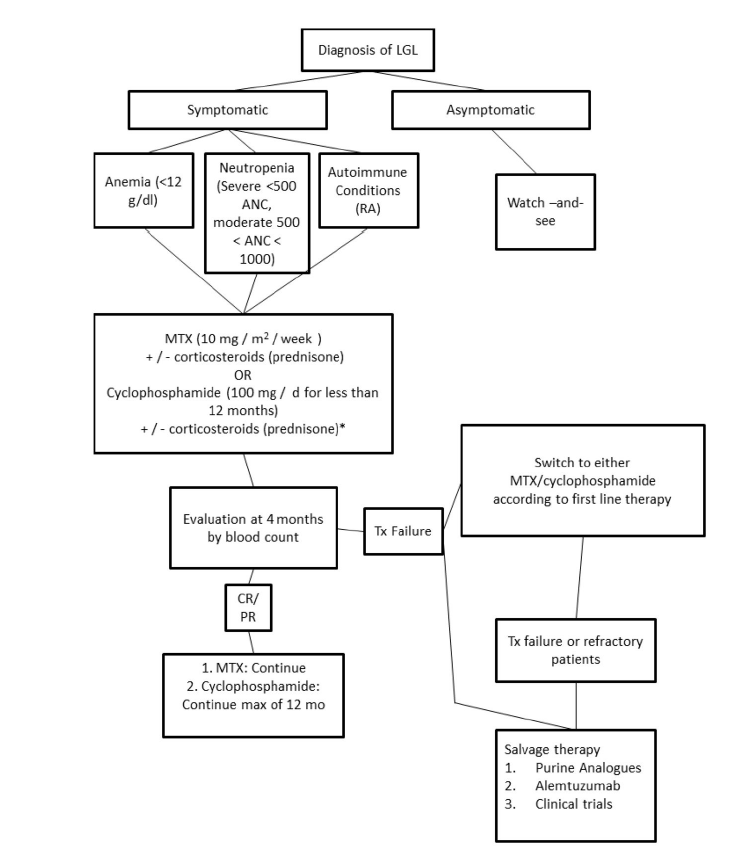 Diagnosis of LGL
Symptomatic
Asymptomatic
Anemia (<12
g/dl)
Neutropenia
(Severe <500
ANC,
moderate 500
< ANC <
1000)
Autoimmune
Conditions
(RA)
Watch –and-
see
MTX (10 mg / m² / week )
+ / - corticosteroids (prednisone)
OR
Cyclophosphamide (100 mg / d for less than
12 months)
+ / - corticosteroids (prednisone)*
Switch to either
MTX/cyclophosphamide
according to first line therapy
Evaluation at 4 months
by blood count
Tx Failure
CR/
PR
Tx failure or refractory
patients
1. MTX: Continue
2. Cyclophosphamide:
Continue max of 12 mo
Salvage therapy
1. Purine Analogues
2. Alemtuzumab
3. Clinical trials